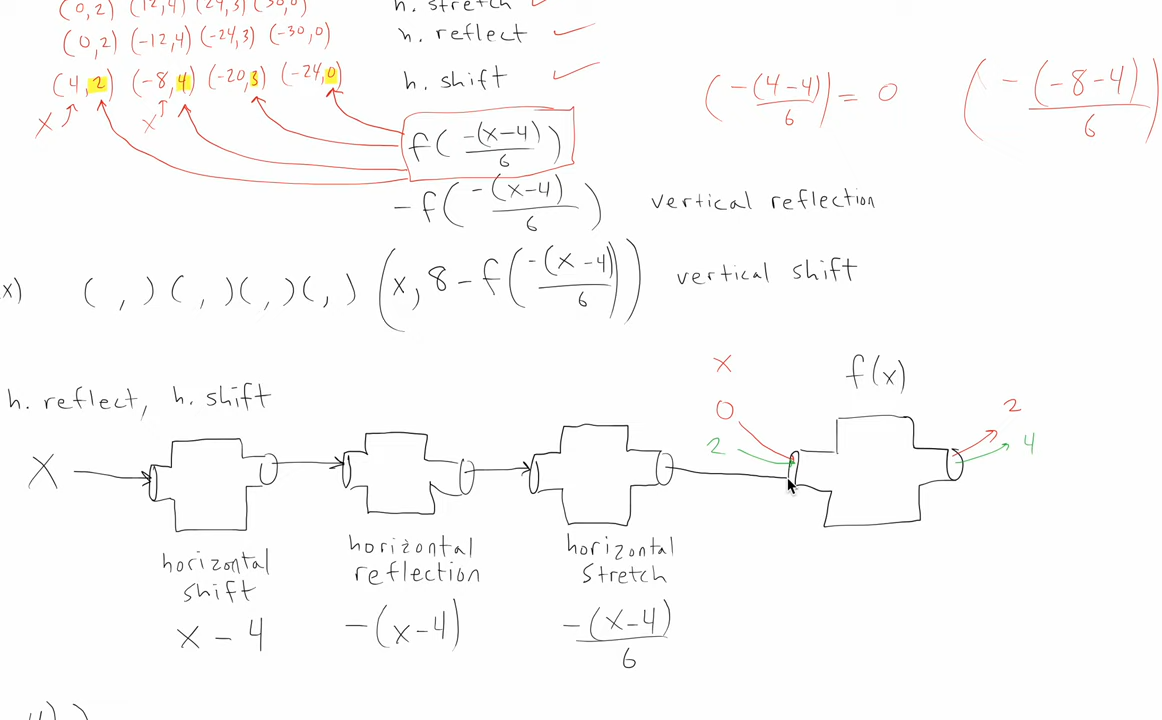 (0,2) (12,4) (24,3) (30,0) h. stretch ✓
(0,2) (-12,4) (-24,3) (-30,0) h. reflect ✓
(4,2) (-8,4) (-20,3) (-24,0) h. shift ✓
(-(4-4)/6) = 0
(-(-8-4)/6)
x x
f(-(x-4)/6)
-f(-(x-4)/6) vertical reflection
x) ( , ) ( , ) ( , ) ( , ) (x, 8 - f(-(x-4)/6)) vertical shift
h. reflect, h. shift
x f(x)
0 2
2 4
X
horizontal shift
x - 4
horizontal reflection
-(x-4)
horizontal stretch
-(x-4)/6